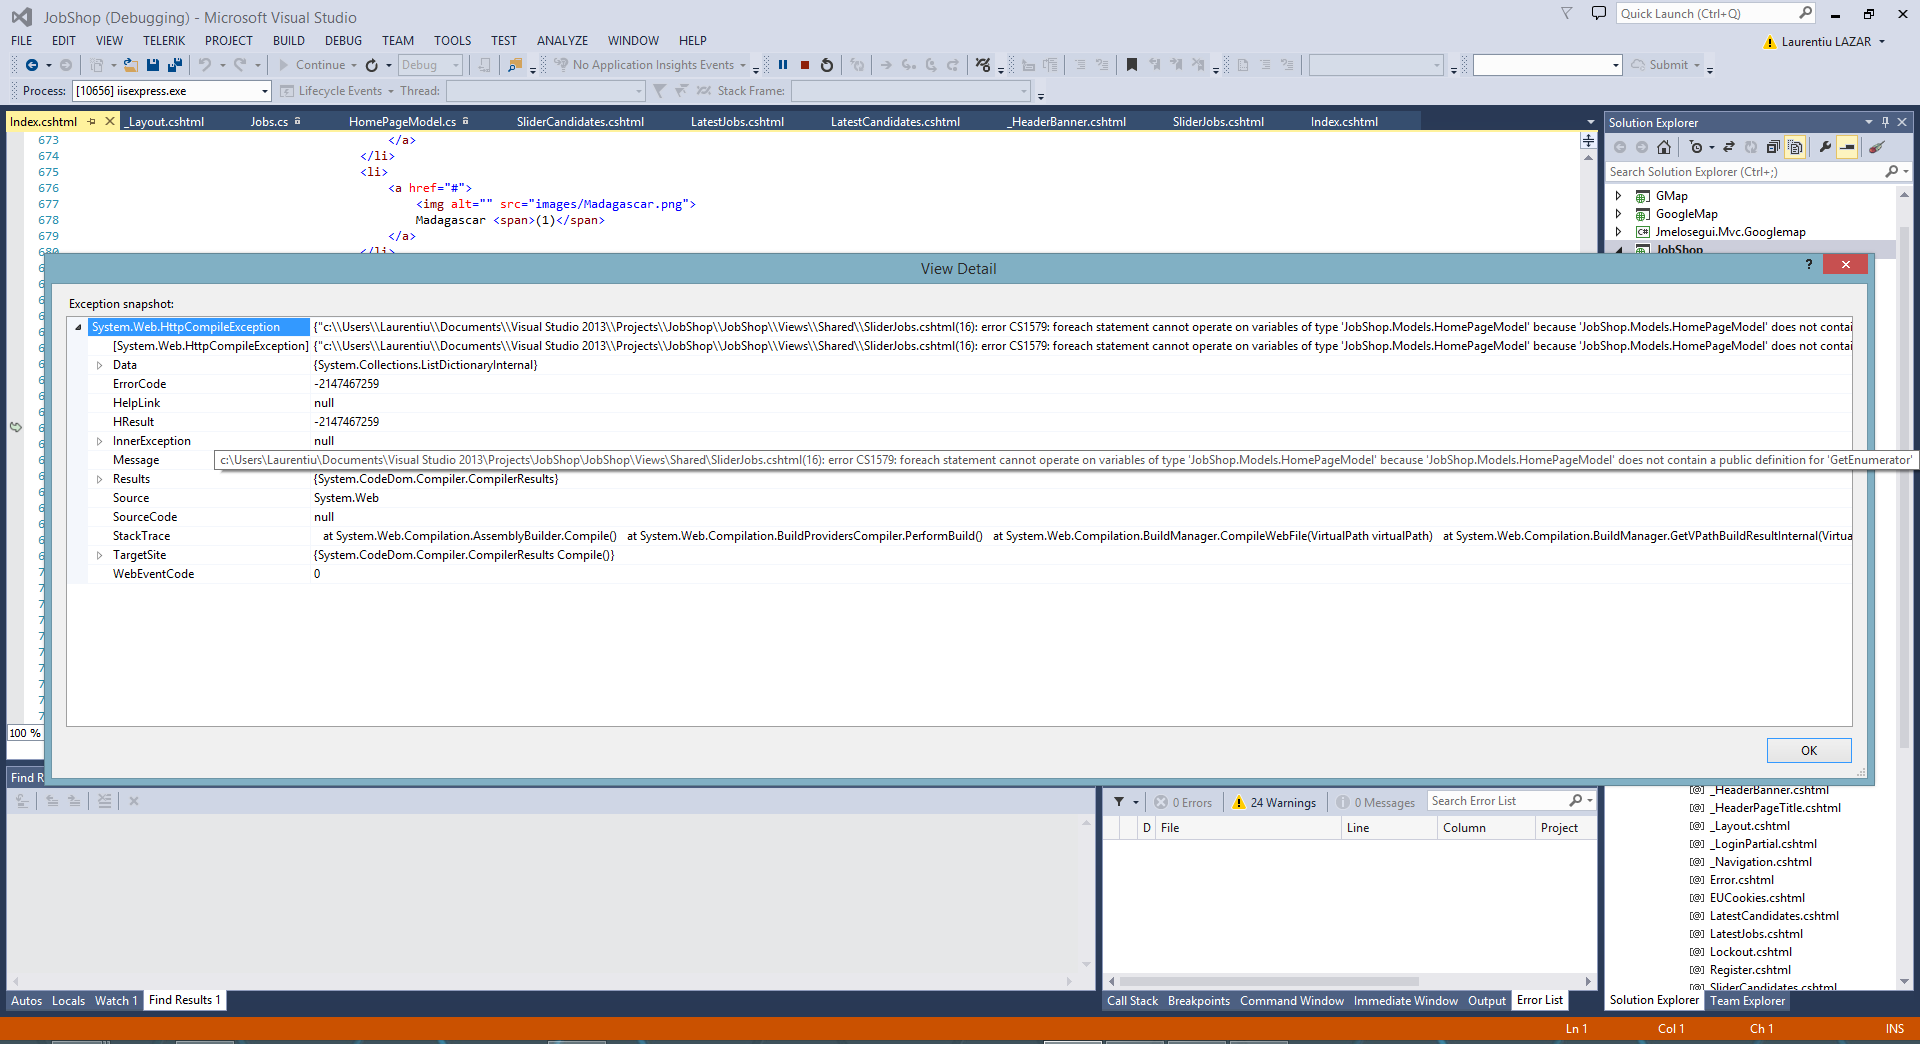 JobShop (Debugging) - Microsoft Visual Studio
Quick Launch (Ctrl+Q)
FILE EDIT VIEW TELERIK PROJECT BUILD DEBUG TEAM TOOLS TEST ANALYZE WINDOW HELP
Laurentiu LAZAR
Continue Debug No Application Insights Events Submit
Process: [10656] iisexpress.exe Lifecycle Events Thread: Stack Frame:
Index.cshtml _Layout.cshtml Jobs.cs HomePageModel.cs SliderCandidates.cshtml LatestJobs.cshtml LatestCandidates.cshtml _HeaderBanner.cshtml SliderJobs.cshtml Index.cshtml
673 </a>
674 </li>
675 <li>
676 <a href="#">
677 <img alt="" src="images/Madagascar.png">
678 Madagascar <span>(1)</span>
679 </a>
680 </li>
Solution Explorer
Search Solution Explorer (Ctrl+;)
GMap
GoogleMap
C# Jmelosegui.Mvc.Googlemap
JobShop
View Detail
Exception snapshot:
System.Web.HttpCompileException {"c:\\Users\\Laurentiu\\Documents\\Visual Studio 2013\\Projects\\JobShop\\JobShop\\Views\\Shared\\SliderJobs.cshtml(16): error CS1579: foreach statement cannot operate on variables of type 'JobShop.Models.HomePageModel' because 'JobShop.Models.HomePageModel' does not contai
[System.Web.HttpCompileException] {"c:\\Users\\Laurentiu\\Documents\\Visual Studio 2013\\Projects\\JobShop\\JobShop\\Views\\Shared\\SliderJobs.cshtml(16): error CS1579: foreach statement cannot operate on variables of type 'JobShop.Models.HomePageModel' because 'JobShop.Models.HomePageModel' does not contai
Data {System.Collections.ListDictionaryInternal}
ErrorCode -2147467259
HelpLink null
HResult -2147467259
InnerException null
Message c:\Users\Laurentiu\Documents\Visual Studio 2013\Projects\JobShop\JobShop\Views\Shared\SliderJobs.cshtml(16): error CS1579: foreach statement cannot operate on variables of type 'JobShop.Models.HomePageModel' because 'JobShop.Models.HomePageModel' does not contain a public definition for 'GetEnumerator'
Results {System.CodeDom.Compiler.CompilerResults}
Source System.Web
SourceCode null
StackTrace at System.Web.Compilation.AssemblyBuilder.Compile() at System.Web.Compilation.BuildProvidersCompiler.PerformBuild() at System.Web.Compilation.BuildManager.CompileWebFile(VirtualPath virtualPath) at System.Web.Compilation.BuildManager.GetVPathBuildResultInternal(Virtua
TargetSite {System.CodeDom.Compiler.CompilerResults Compile()}
WebEventCode 0
OK
100 %
Find R
0 Errors 24 Warnings 0 Messages Search Error List
D File Line Column Project
_HeaderBanner.cshtml
_HeaderPageTitle.cshtml
_Layout.cshtml
_LoginPartial.cshtml
_Navigation.cshtml
Error.cshtml
EUCookies.cshtml
LatestCandidates.cshtml
LatestJobs.cshtml
Lockout.cshtml
Register.cshtml
SliderCandidates.cshtml
Autos Locals Watch 1 Find Results 1
Call Stack Breakpoints Command Window Immediate Window Output Error List
Solution Explorer Team Explorer
Ln 1 Col 1 Ch 1 INS